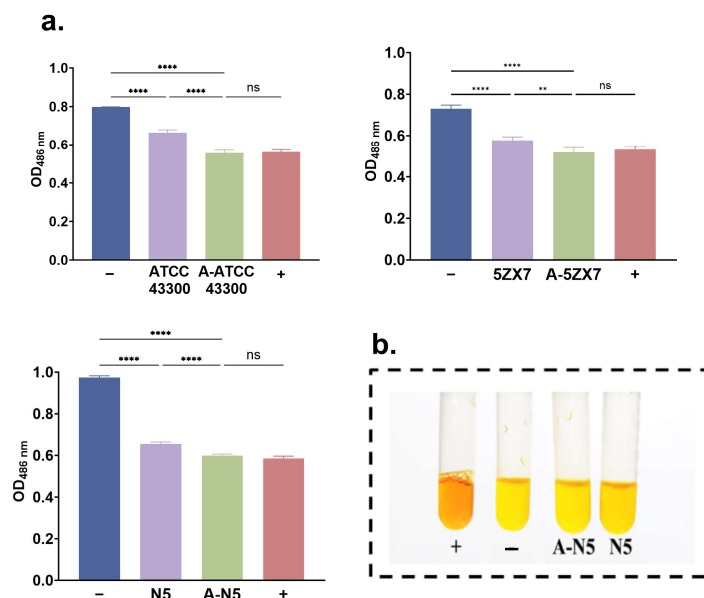 a.
****
****
****
ns
1.0
0.8
0.6
0.4
0.2
0.0
OD486 nm
–
ATCC
43300
A-ATCC
43300
+
****
****
**
ns
1.0
0.8
0.6
0.4
0.2
0.0
OD486 nm
–
5ZX7
A-5ZX7
+
****
****
****
ns
1.0
0.8
0.6
0.4
0.2
0.0
OD486 nm
–
N5
A-N5
+
b.
+
–
A-N5
N5